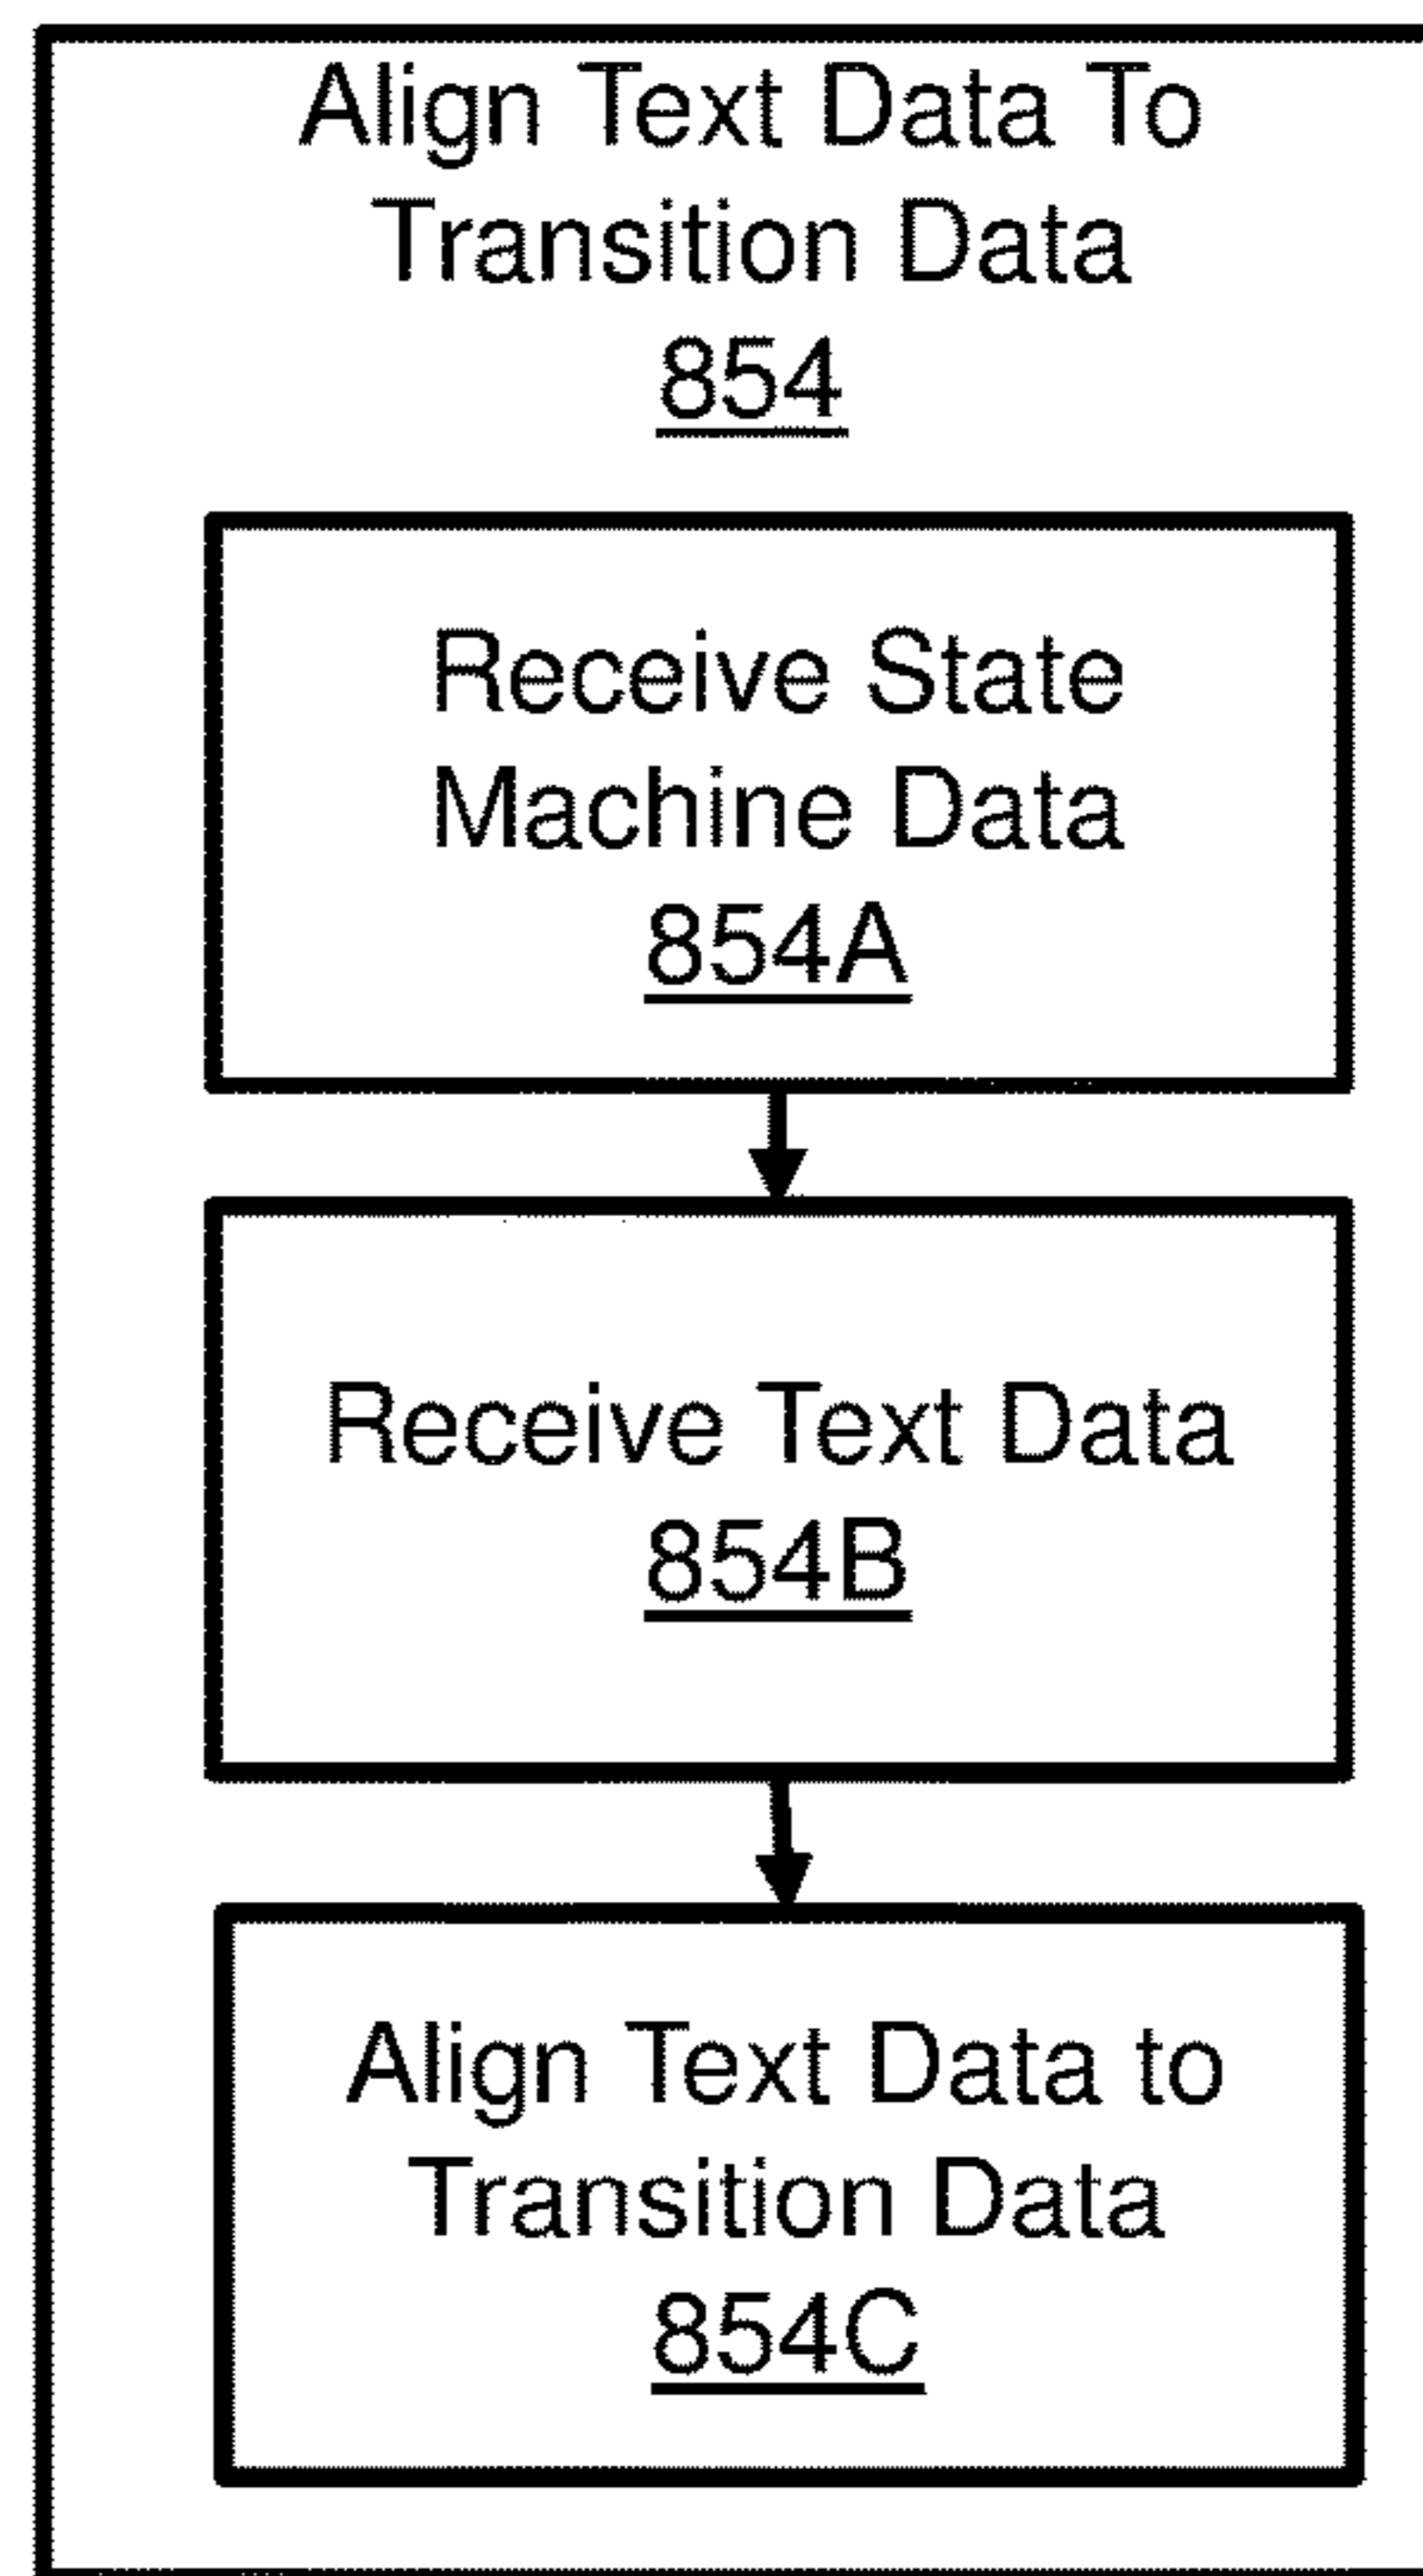 Align Text Data To
Transition Data
854
Receive State
Machine Data
854A
Receive Text Data
854B
Align Text Data to
Transition Data
854C